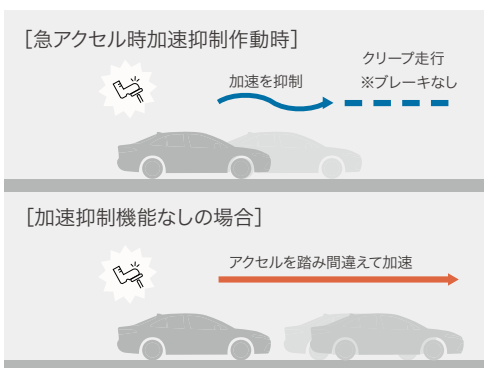 ［急アクセル時加速抑制作動時］
クリープ走行
加速を抑制
※ブレーキなし
［加速抑制機能なしの場合］
アクセルを踏み間違えて加速